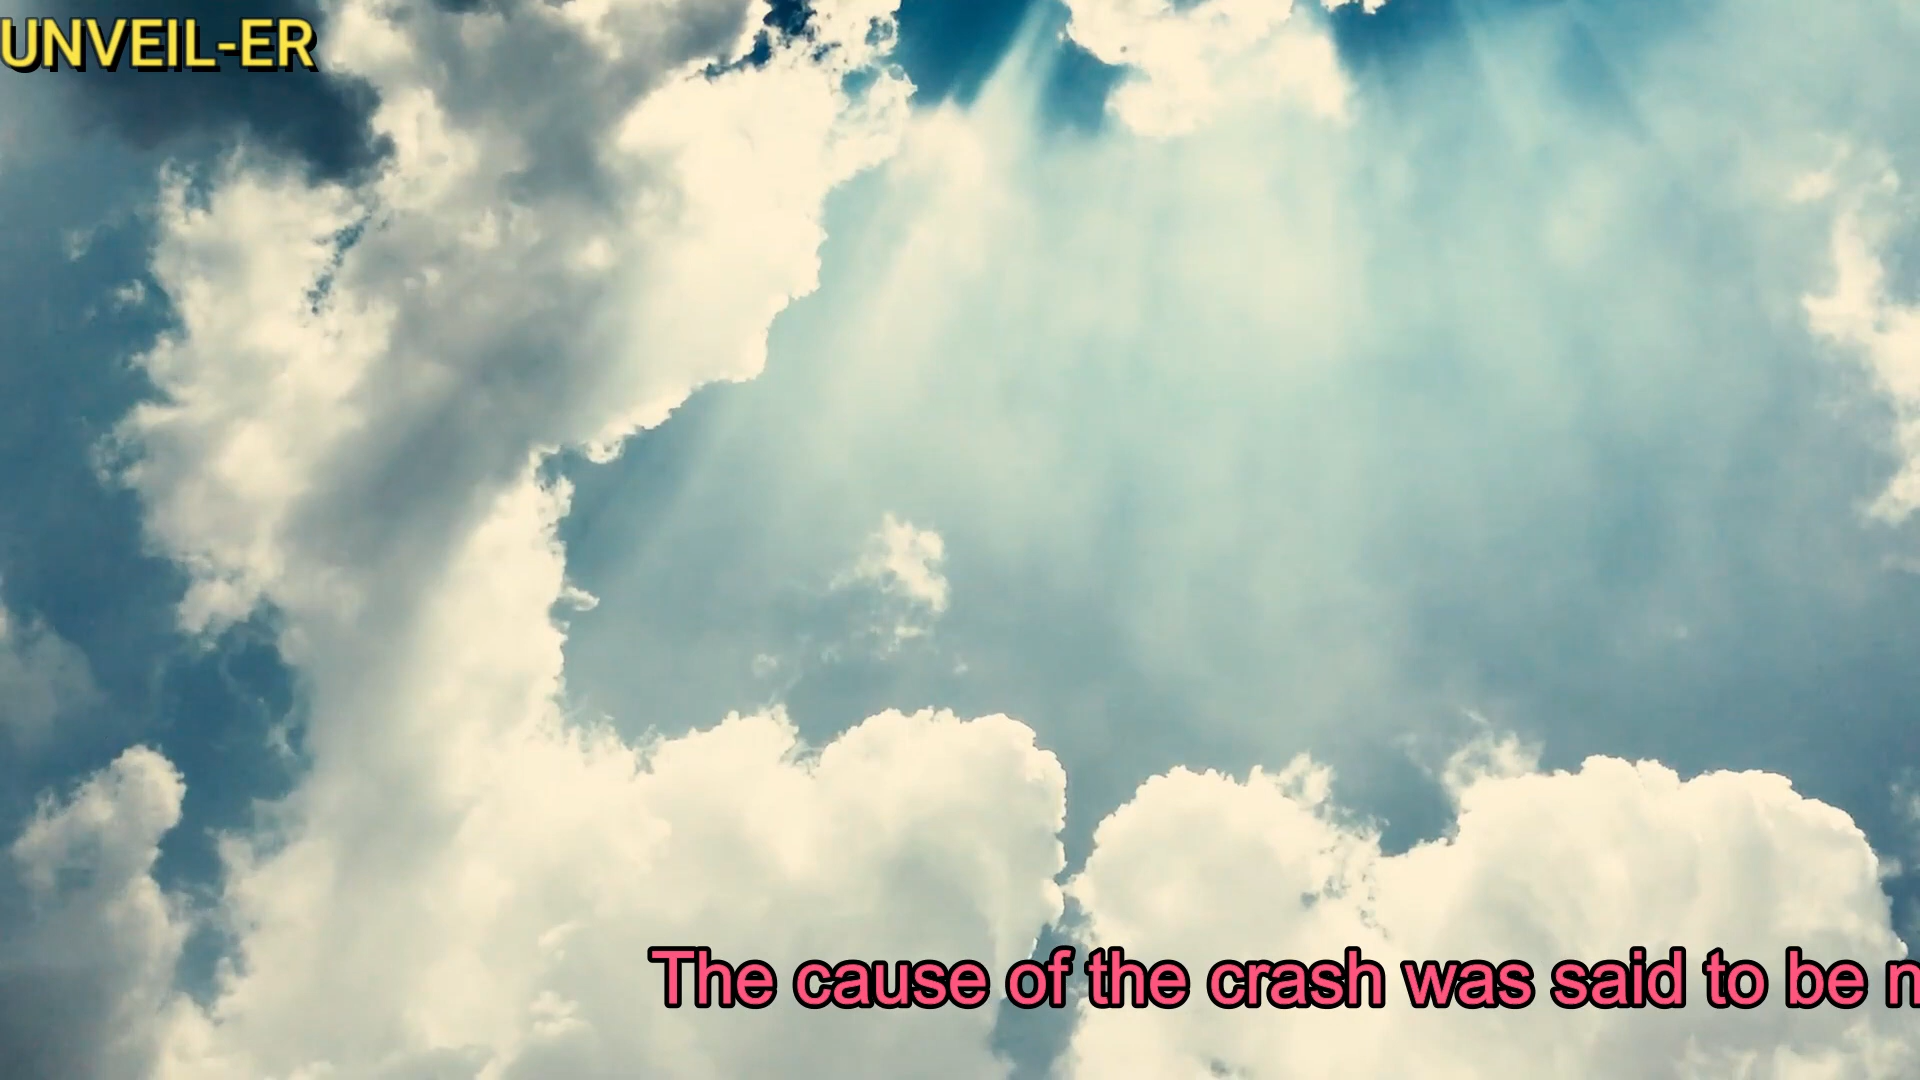 UNVEIL-ER
The cause of the crash was said to be